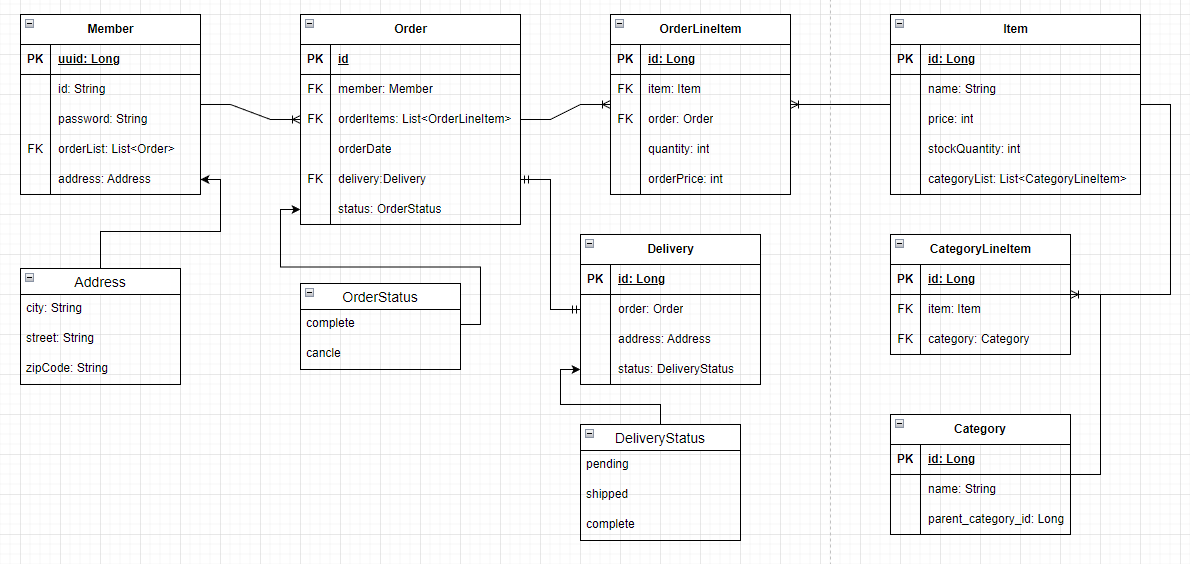 Member
PK uuid: Long
id: String
password: String
FK orderList: List<Order>
address: Address
Order
PK id
FK member: Member
FK orderItems: List<OrderLineItem>
orderDate
FK delivery:Delivery
status: OrderStatus
OrderLineItem
PK id: Long
FK item: Item
FK order: Order
quantity: int
orderPrice: int
Item
PK id: Long
name: String
price: int
stockQuantity: int
categoryList: List<CategoryLineItem>
Address
city: String
street: String
zipCode: String
OrderStatus
complete
cancle
Delivery
PK id: Long
order: Order
address: Address
status: DeliveryStatus
CategoryLineItem
PK id: Long
FK item: Item
FK category: Category
DeliveryStatus
pending
shipped
complete
Category
PK id: Long
name: String
parent_category_id: Long